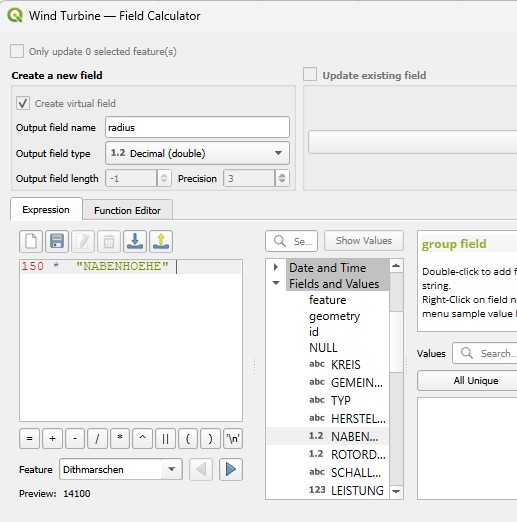 Wind Turbine — Field Calculator
Only update 0 selected feature(s)
Create a new field
Update existing field
Create virtual field
Output field name radius
Output field type 1.2 Decimal (double)
Output field length -1 Precision 3
Expression Function Editor
Se... Show Values
150 * "NABENHOEHE"
Date and Time
Fields and Values
feature
geometry
id
NULL
abc KREIS
abc GEMEIN...
abc TYP
abc HERSTEL...
1.2 NABEN...
1.2 ROTORD...
abc SCHALL...
123 LEISTUNG
group field
Double-click to add f
string.
Right-Click on field n
menu sample value l
Values Search...
All Unique
= + - / * ^ || ( ) '\n'
Feature Dithmarschen
Preview: 14100